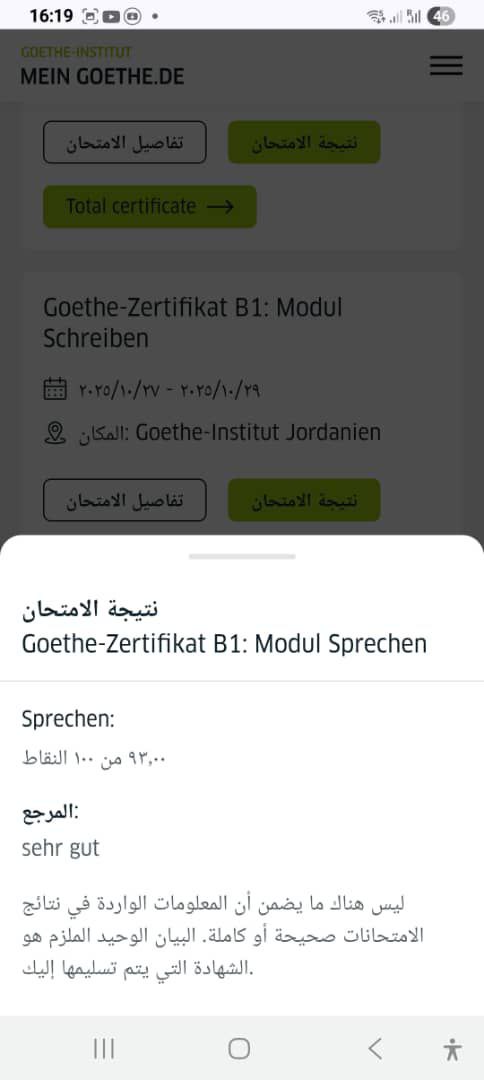 16:19
46
GOETHE-INSTITUT
MEIN GOETHE.DE
نتيجة الامتحان
تفاصيل الامتحان
Total certificate →
Goethe-Zertifikat B1: Modul
Schreiben
٢٠٢٥/١٠/٢٧ - ٢٠٢٥/١٠/٢٩
المكان: Goethe-Institut Jordanien
نتيجة الامتحان
تفاصيل الامتحان
نتيجة الامتحان
Goethe-Zertifikat B1: Modul Sprechen
Sprechen:
٩٣,٠٠ من ١٠٠ النقاط
المرجع:
sehr gut
ليس هناك ما يضمن أن المعلومات الواردة في نتائج
الامتحانات صحيحة أو كاملة. البيان الوحيد الملزم هو
الشهادة التي يتم تسليمها إليك.